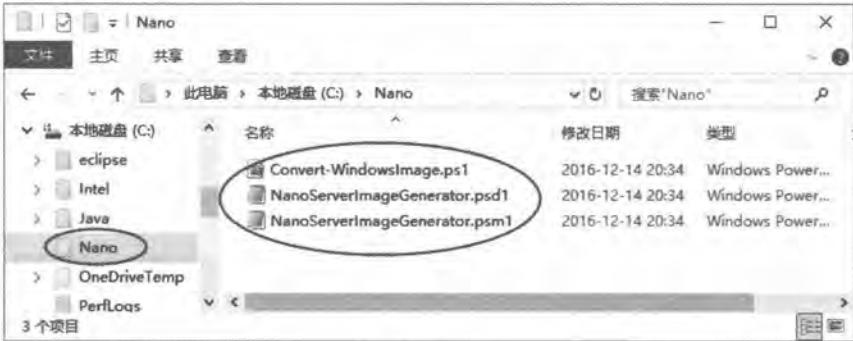 Nano
文件 主页 共享 查看
此电脑 › 本地磁盘 (C:) › Nano 搜索"Nano"
本地磁盘 (C:) 名称 修改日期 类型
eclipse
Convert-WindowsImage.ps1 2016-12-14 20:34 Windows Power...
Intel NanoServerImageGenerator.psd1 2016-12-14 20:34 Windows Power...
Java NanoServerImageGenerator.psm1 2016-12-14 20:34 Windows Power...
Nano
OneDriveTemp
PerfLogs
3 个项目